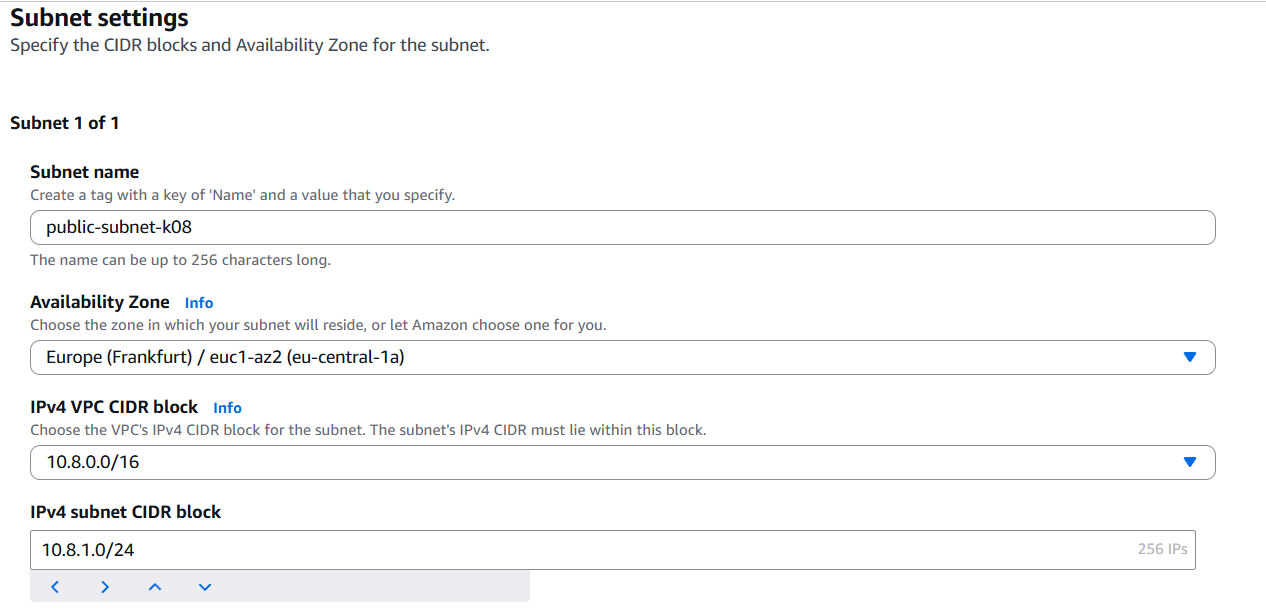 Subnet settings
Specify the CIDR blocks and Availability Zone for the subnet.
Subnet 1 of 1
Subnet name
Create a tag with a key of 'Name' and a value that you specify.
public-subnet-k08
The name can be up to 256 characters long.
Availability Zone Info
Choose the zone in which your subnet will reside, or let Amazon choose one for you.
Europe (Frankfurt) / euc1-az2 (eu-central-1a)
IPv4 VPC CIDR block Info
Choose the VPC's IPv4 CIDR block for the subnet. The subnet's IPv4 CIDR must lie within this block.
10.8.0.0/16
IPv4 subnet CIDR block
10.8.1.0/24 256 IPs